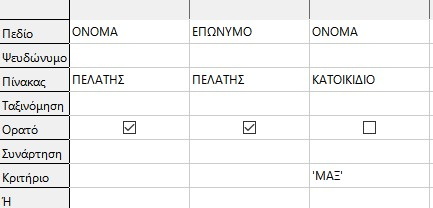 Πεδίο ΟΝΟΜΑ ΕΠΩΝΥΜΟ ΟΝΟΜΑ
Ψευδώνυμο
Πίνακας ΠΕΛΑΤΗΣ ΠΕΛΑΤΗΣ ΚΑΤΟΙΚΙΔΙΟ
Ταξινόμηση
Ορατό
Συνάρτηση
Κριτήριο 'ΜΑΞ'
Ή